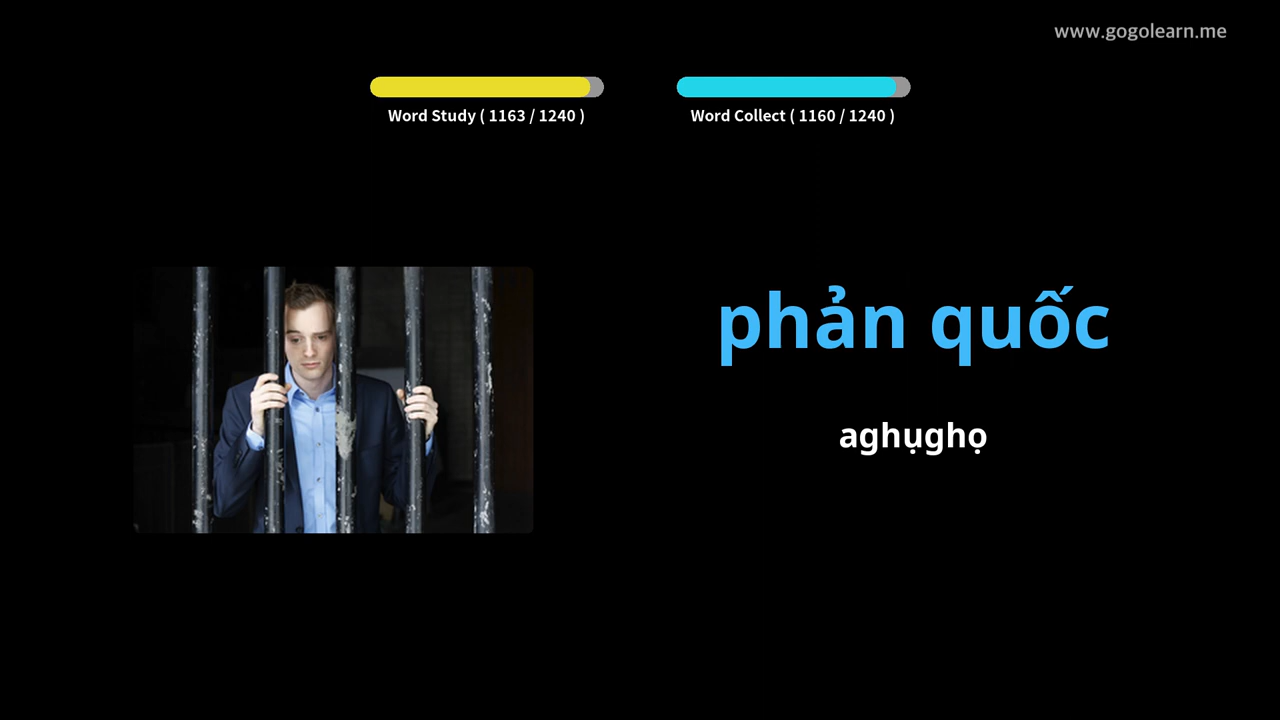 www.gogolearn.me
Word Study ( 1163 / 1240 )
Word Collect ( 1160 / 1240 )
phản quốc
aghụghọ